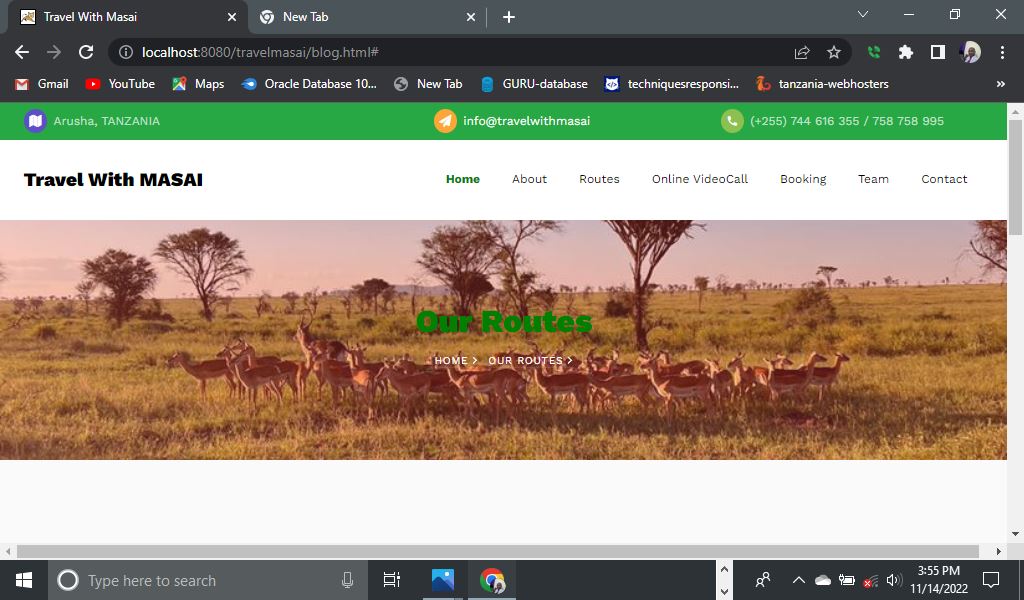 Travel With Masai
New Tab
localhost:8080/travelmasai/blog.html#
Gmail
YouTube
Maps
Oracle Database 10...
New Tab
GURU-database
techniquesresponsi...
tanzania-webhosters
»
Arusha, TANZANIA
info@travelwithmasai
(+255) 744 616 355 / 758 758 995
Travel With MASAI
Home
About
Routes
Online VideoCall
Booking
Team
Contact
Our Routes
HOME > OUR ROUTES >
Type here to search
3:55 PM
11/14/2022